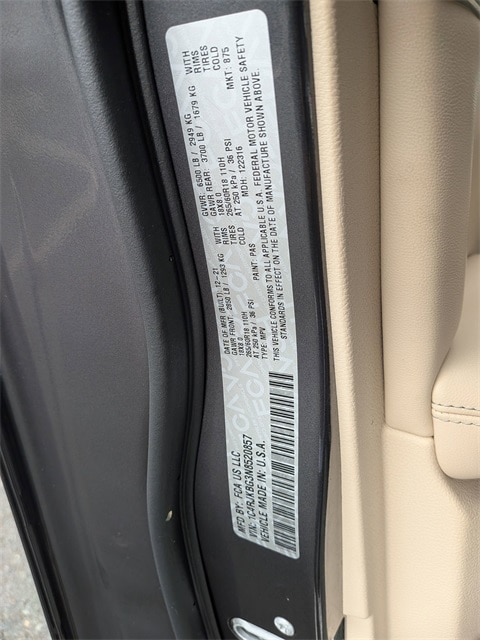 MFD BY: FCA US LLC
DATE OF MFR (BUILT): 12-21
GVWR: 6500 LB / 2949 KG
GAWR FRONT: 2850 LB / 1293 KG WITH
18X8.0 RIMS
265/60R18 110H TIRES
AT 250 kPa / 36 PSI COLD
GAWR REAR: 3700 LB / 1679 KG WITH
18X8.0 RIMS
265/60R18 110H TIRES
AT 250 kPa / 36 PSI COLD
TYPE: MPV PAINT: PAS MDH: 122316 MKT: 875
THIS VEHICLE CONFORMS TO ALL APPLICABLE U.S.A. FEDERAL MOTOR VEHICLE SAFETY
STANDARDS IN EFFECT ON THE DATE OF MANUFACTURE SHOWN ABOVE.
VIN: 1C4RJKBG3N8520857
VEHICLE MADE IN: U.S.A.